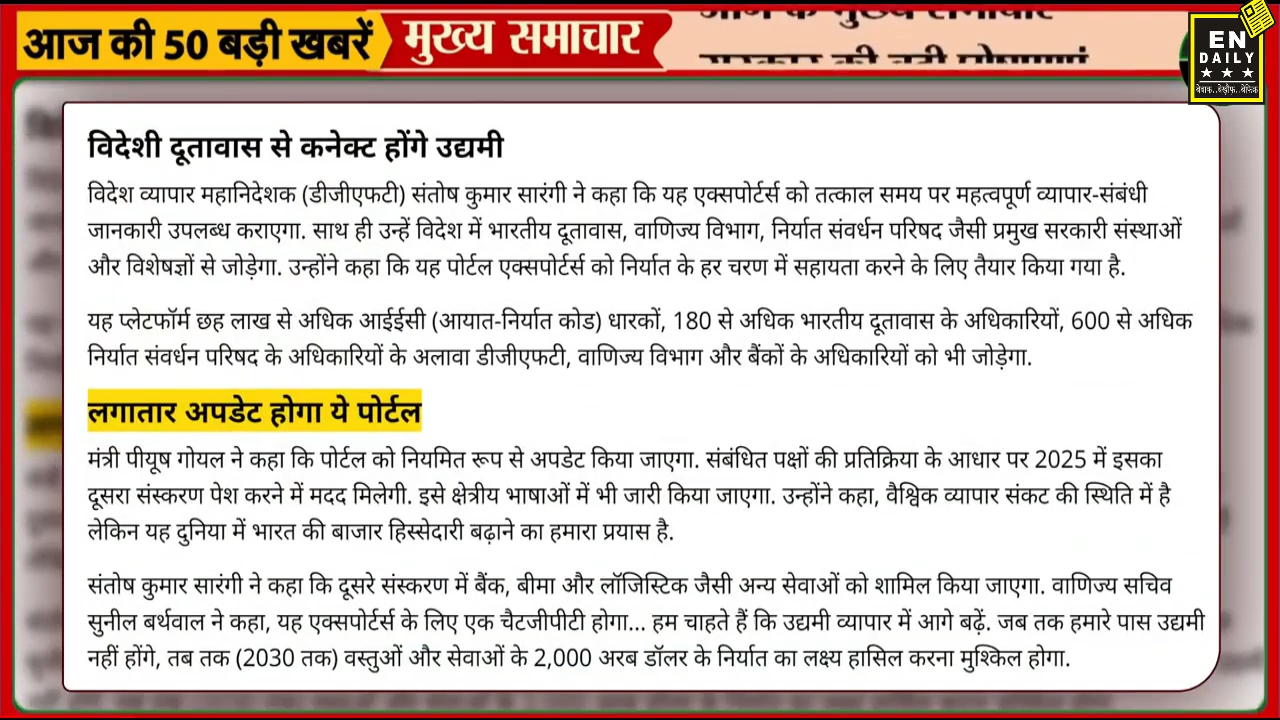 आज की 50 बड़ी खबरें
मुख्य समाचार
EN
DAILY
विदेशी दूतावास से कनेक्ट होंगे उद्यमी
विदेश व्यापार महानिदेशक (डीजीएफटी) संतोष कुमार सारंगी ने कहा कि यह एक्सपोर्टर्स को तत्काल समय पर महत्वपूर्ण व्यापार-संबंधी
जानकारी उपलब्ध कराएगा. साथ ही उन्हें विदेश में भारतीय दूतावास, वाणिज्य विभाग, निर्यात संवर्धन परिषद जैसी प्रमुख सरकारी संस्थाओं
और विशेषज्ञों से जोड़ेगा. उन्होंने कहा कि यह पोर्टल एक्सपोर्टर्स को निर्यात के हर चरण में सहायता करने के लिए तैयार किया गया है.
यह प्लेटफॉर्म छह लाख से अधिक आईईसी (आयात-निर्यात कोड) धारकों, 180 से अधिक भारतीय दूतावास के अधिकारियों, 600 से अधिक
निर्यात संवर्धन परिषद के अधिकारियों के अलावा डीजीएफटी, वाणिज्य विभाग और बैंकों के अधिकारियों को भी जोड़ेगा.
लगातार अपडेट होगा ये पोर्टल
मंत्री पीयूष गोयल ने कहा कि पोर्टल को नियमित रूप से अपडेट किया जाएगा. संबंधित पक्षों की प्रतिक्रिया के आधार पर 2025 में इसका
दूसरा संस्करण पेश करने में मदद मिलेगी. इसे क्षेत्रीय भाषाओं में भी जारी किया जाएगा. उन्होंने कहा, वैश्विक व्यापार संकट की स्थिति में है
लेकिन यह दुनिया में भारत की बाजार हिस्सेदारी बढ़ाने का हमारा प्रयास है.
संतोष कुमार सारंगी ने कहा कि दूसरे संस्करण में बैंक, बीमा और लॉजिस्टिक जैसी अन्य सेवाओं को शामिल किया जाएगा. वाणिज्य सचिव
सुनील बर्थवाल ने कहा, यह एक्सपोर्टर्स के लिए एक चैटजीपीटी होगा... हम चाहते हैं कि उद्यमी व्यापार में आगे बढ़ें. जब तक हमारे पास उद्यमी
नहीं होंगे, तब तक (2030 तक) वस्तुओं और सेवाओं के 2,000 अरब डॉलर के निर्यात का लक्ष्य हासिल करना मुश्किल होगा.